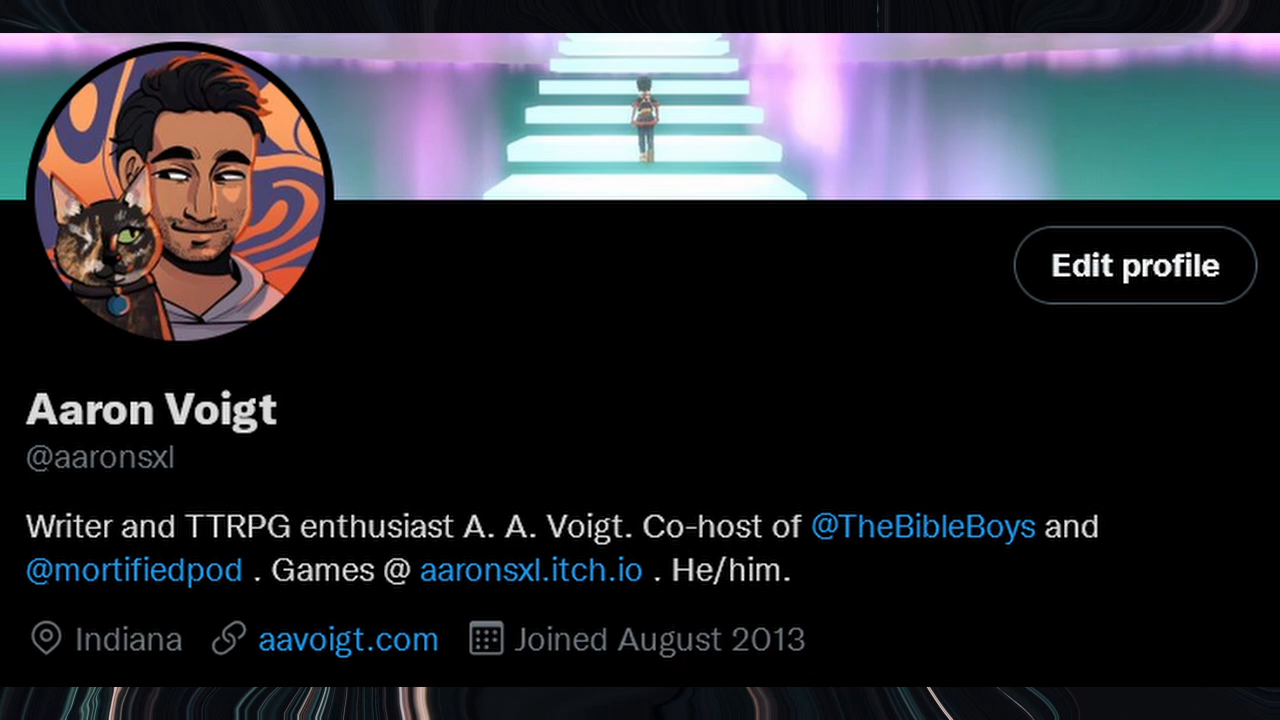 Edit profile
Aaron Voigt
@aaronsxl
Writer and TTRPG enthusiast A. A. Voigt. Co-host of @TheBibleBoys and
@mortifiedpod . Games @ aaronsxl.itch.io . He/him.
Indiana aavoigt.com Joined August 2013